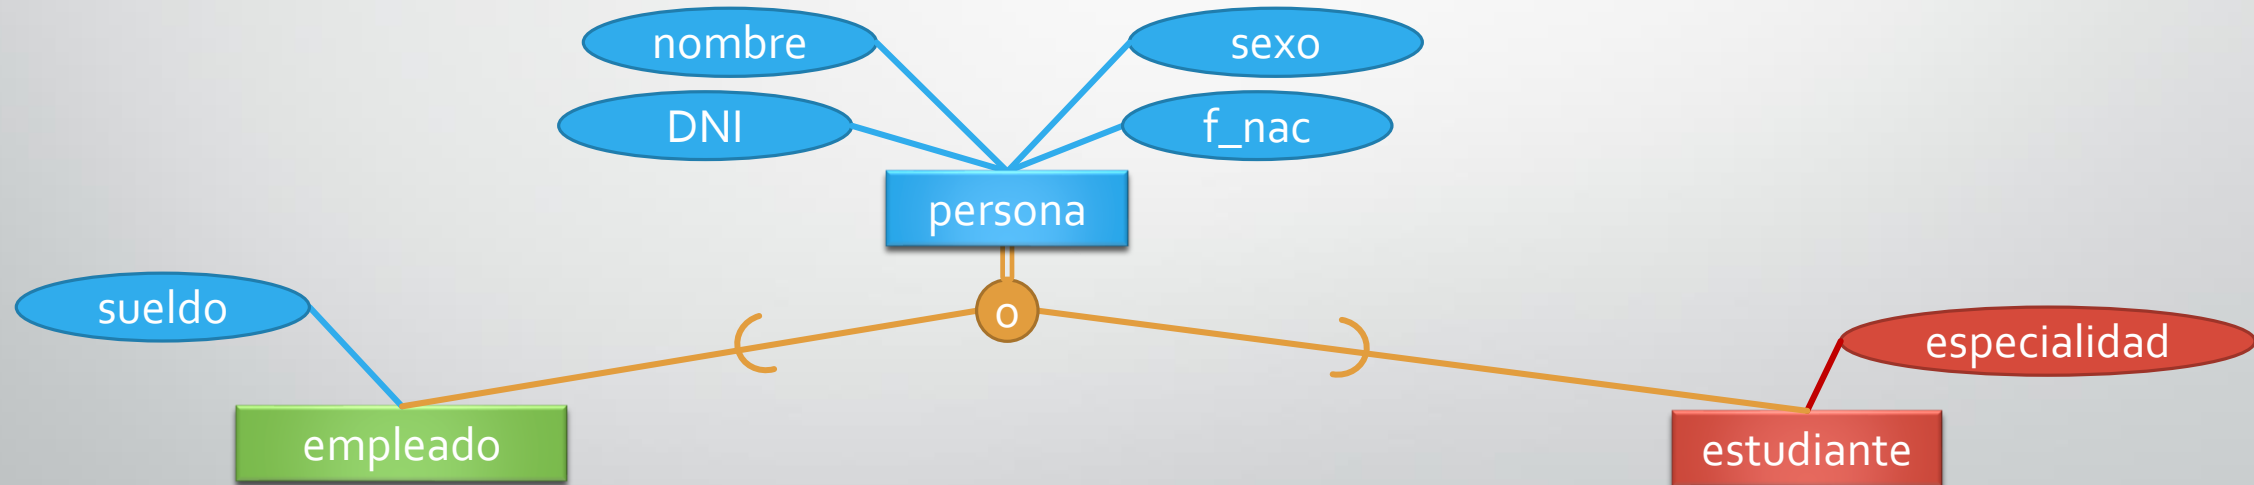 nombre
sexo
DNI
f_nac
persona
sueldo
o
especialidad
empleado
estudiante